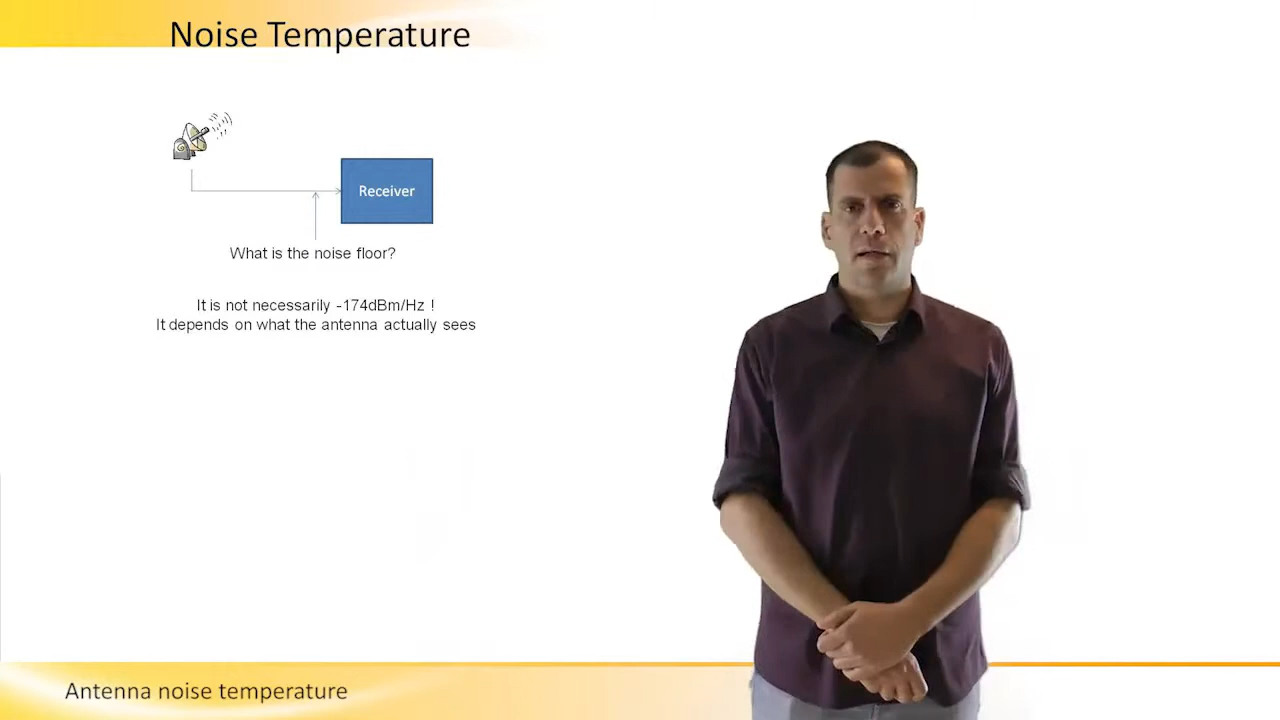 Noise Temperature
Receiver
What is the noise floor?
It is not necessarily -174dBm/Hz !
It depends on what the antenna actually sees
Antenna noise temperature